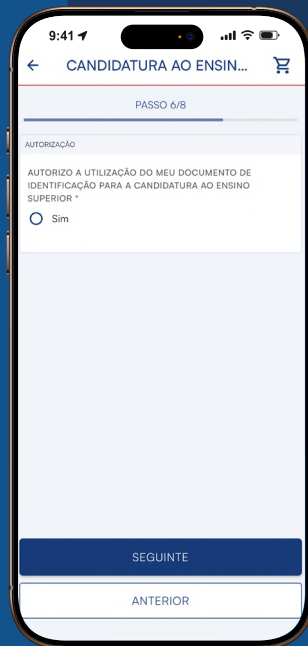 9:41
CANDIDATURA AO ENSIN...
PASSO 6/8
AUTORIZAÇÃO
AUTORIZO A UTILIZAÇÃO DO MEU DOCUMENTO DE
IDENTIFICAÇÃO PARA A CANDIDATURA AO ENSINO
SUPERIOR *
Sim
SEGUINTE
ANTERIOR